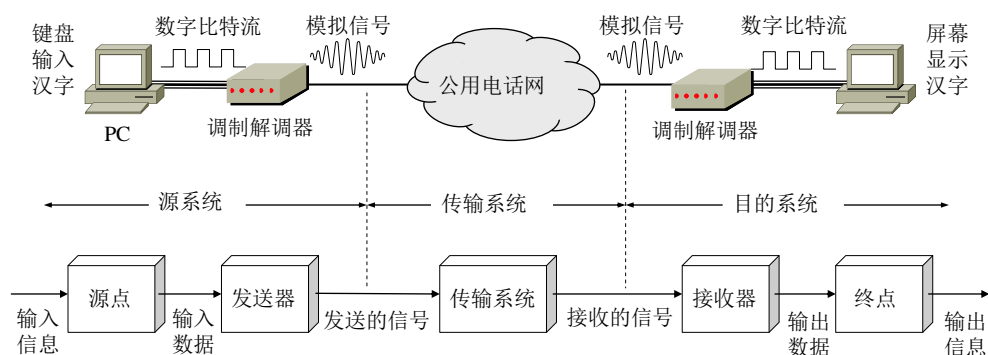 数字比特流
模拟信号
模拟信号
数字比特流
键盘
输入
汉字
公用电话网
屏幕
显示
汉字
PC
调制解调器
调制解调器
源系统
传输系统
目的系统
源点
发送器
传输系统
接收器
终点
输入
信息
输入
数据
发送的信号
接收的信号
输出
数据
输出
信息